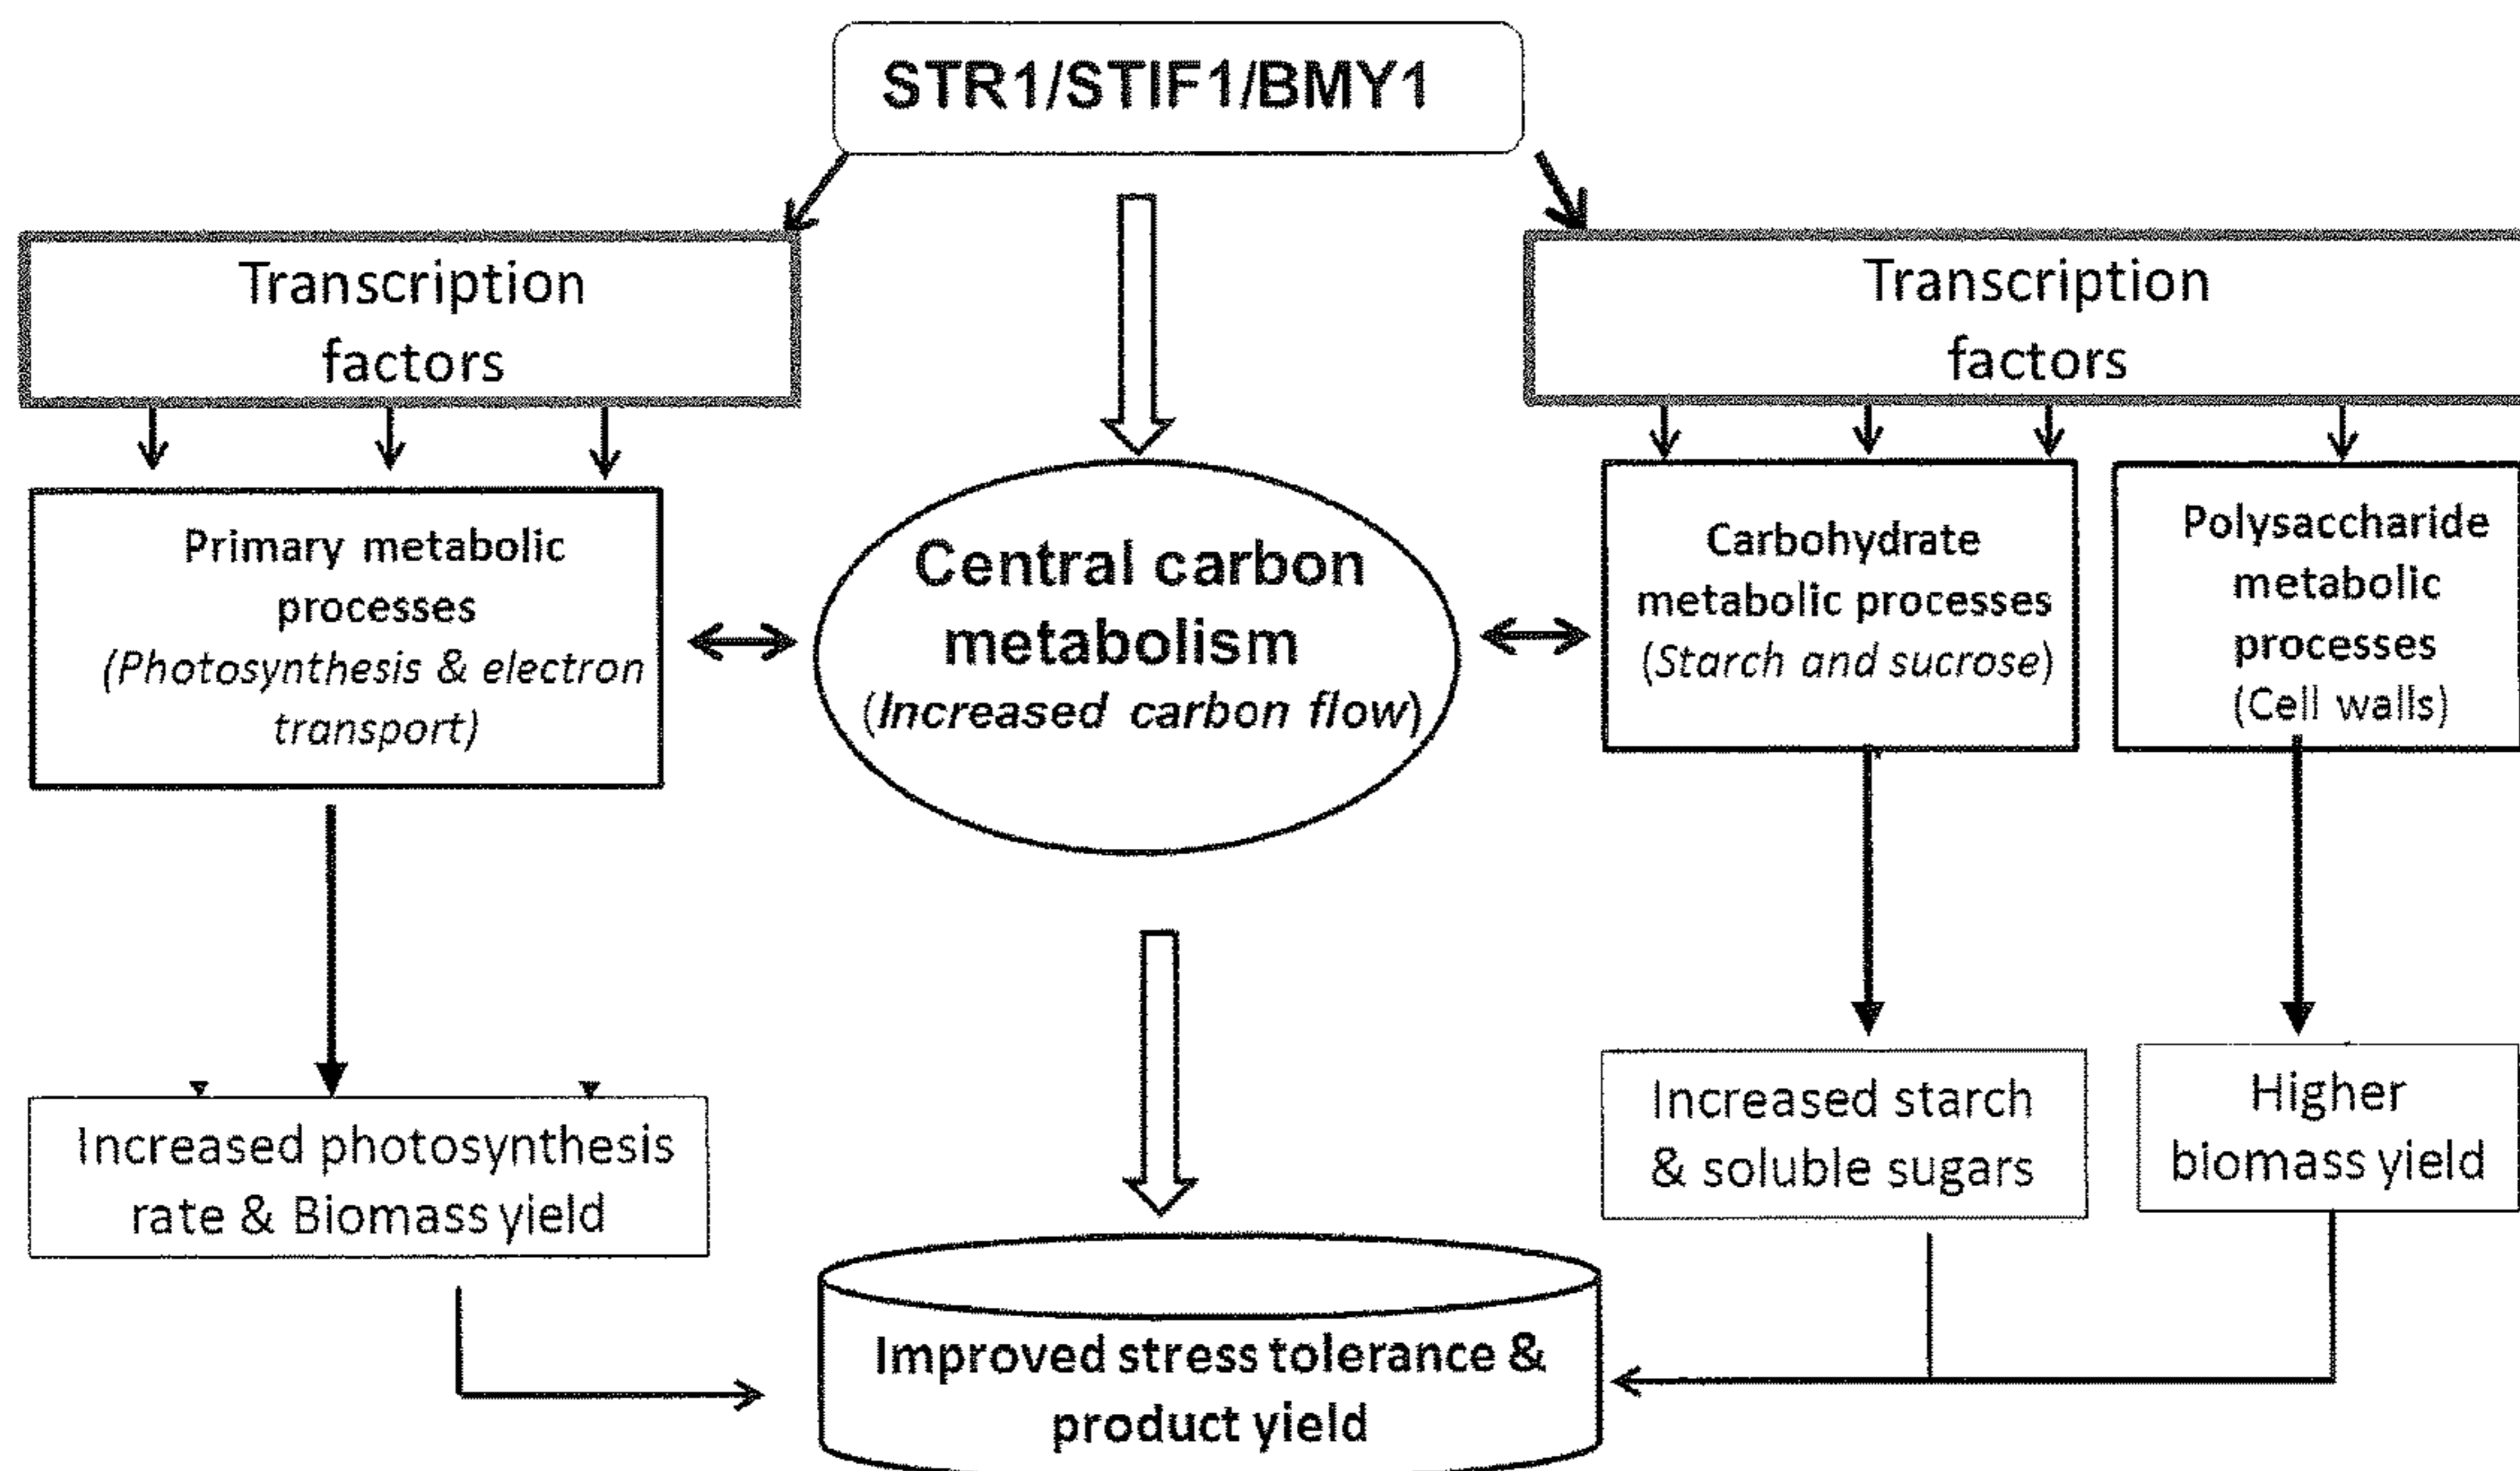 STR1/STIF1/BMY1
Transcription
factors
Transcription
factors
Primary metabolic
processes
(Photosynthesis & electron
transport)
Central carbon
metabolism
(Increased carbon flow)
Carbohydrate
metabolic processes
(Starch and sucrose)
Polysaccharide
metabolic
processes
(Cell walls)
Increased photosynthesis
rate & Biomass yield
Increased starch
& soluble sugars
Higher
biomass yield
Improved stress tolerance &
product yield